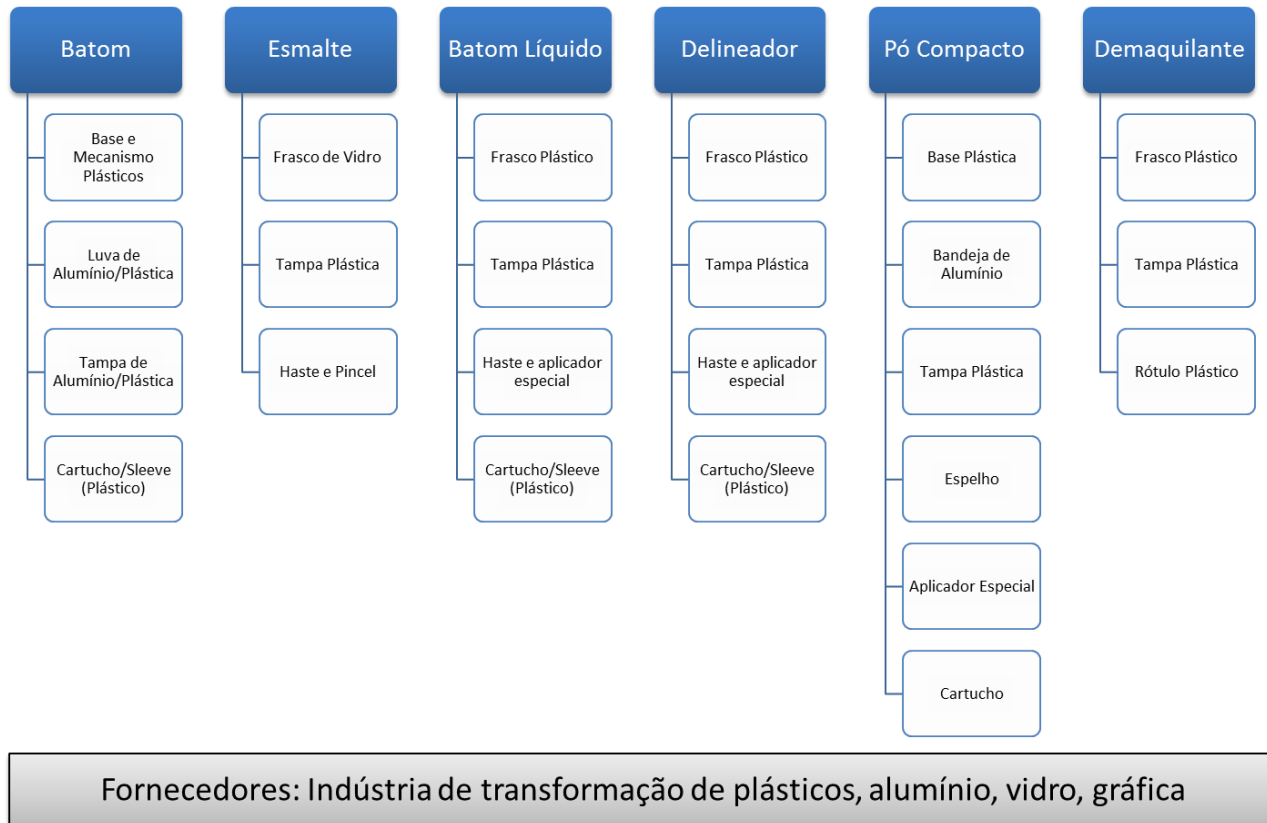 Batom
Base e
Mecanismo
Plásticos
Luva de
Alumínio/Plástica
Tampa de
Alumínio/Plástica
Cartucho/Sleeve
(Plástico)
Esmalte
Frasco de Vidro
Tampa Plástica
Haste e Pincel
Batom Líquido
Frasco Plástico
Tampa Plástica
Haste e aplicador
especial
Cartucho/Sleeve
(Plástico)
Delineador
Frasco Plástico
Tampa Plástica
Haste e aplicador
especial
Cartucho/Sleeve
(Plástico)
Pó Compacto
Base Plástica
Bandeja de
Alumínio
Tampa Plástica
Espelho
Aplicador Especial
Cartucho
Demaquilante
Frasco Plástico
Tampa Plástica
Rótulo Plástico
Fornecedores: Indústria de transformação de plásticos, alumínio, vidro, gráfica